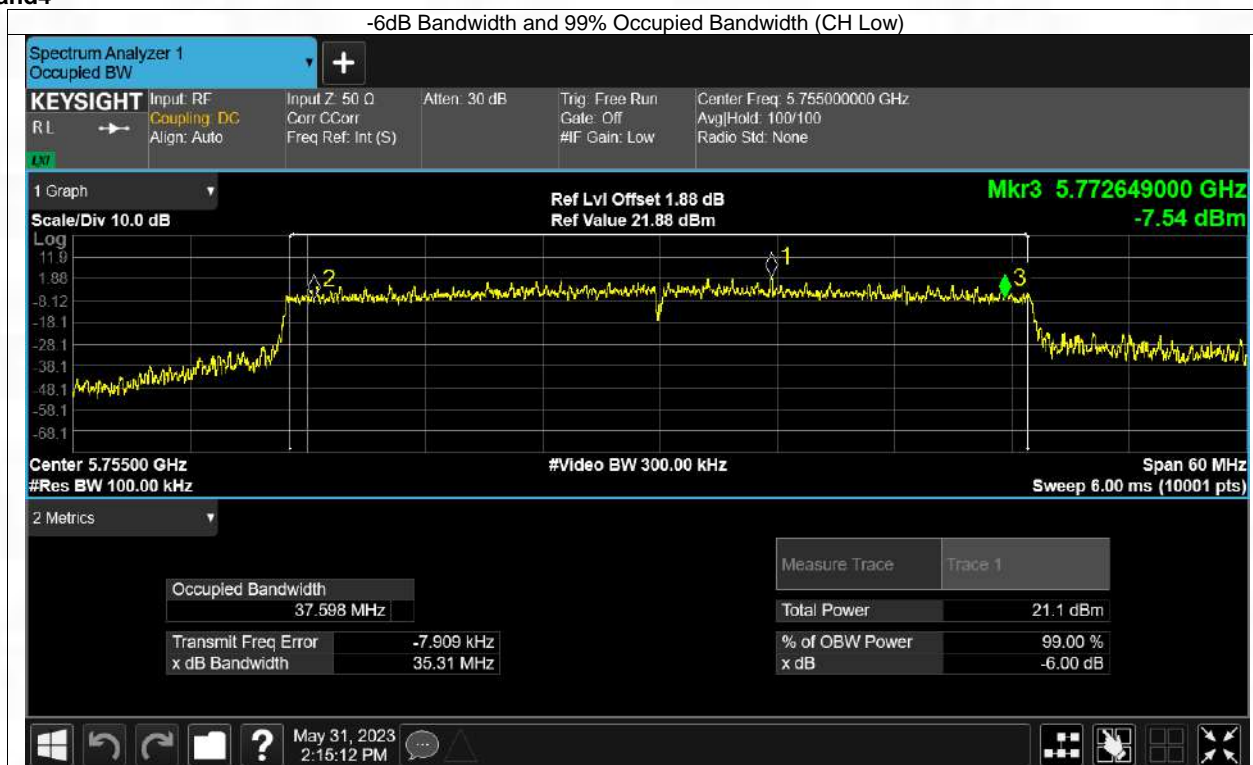 and4
-6dB Bandwidth and 99% Occupied Bandwidth (CH Low)
Spectrum Analyzer 1
Occupied BW
+
KEYSIGHT Input: RF Input Z: 50 Ω Atten: 30 dB Trig: Free Run Center Freq: 5.755000000 GHz
RL Coupling: DC Corr CCorr Gate: Off Avg|Hold: 100/100
Align: Auto Freq Ref: Int (S) #IF Gain: Low Radio Std: None
LXI
1 Graph Ref Lvl Offset 1.88 dB Mkr3 5.772649000 GHz
Scale/Div 10.0 dB Ref Value 21.88 dBm -7.54 dBm
Log
11.9
1
1.88
2
3
-8.12
-18.1
-28.1
-38.1
-48.1
-58.1
-68.1
Center 5.75500 GHz #Video BW 300.00 kHz Span 60 MHz
#Res BW 100.00 kHz Sweep 6.00 ms (10001 pts)
2 Metrics
Measure Trace Trace 1
Occupied Bandwidth
37.598 MHz Total Power 21.1 dBm
Transmit Freq Error -7.909 kHz % of OBW Power 99.00 %
x dB Bandwidth 35.31 MHz x dB -6.00 dB
? May 31, 2023
2:15:12 PM